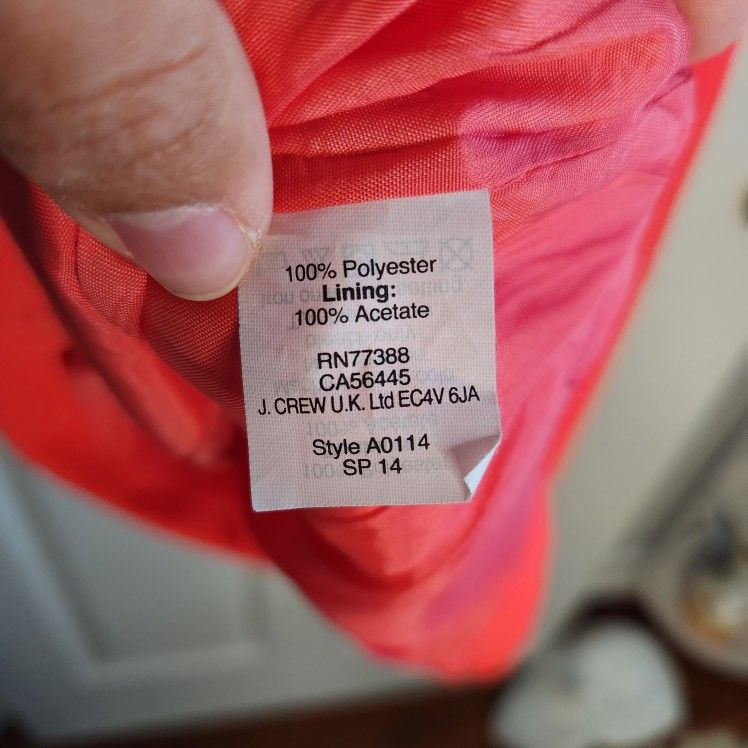 100% Polyester
Lining:
100% Acetate
RN77388
CA56445
J. CREW U.K. Ltd EC4V 6JA
Style A0114
SP 14